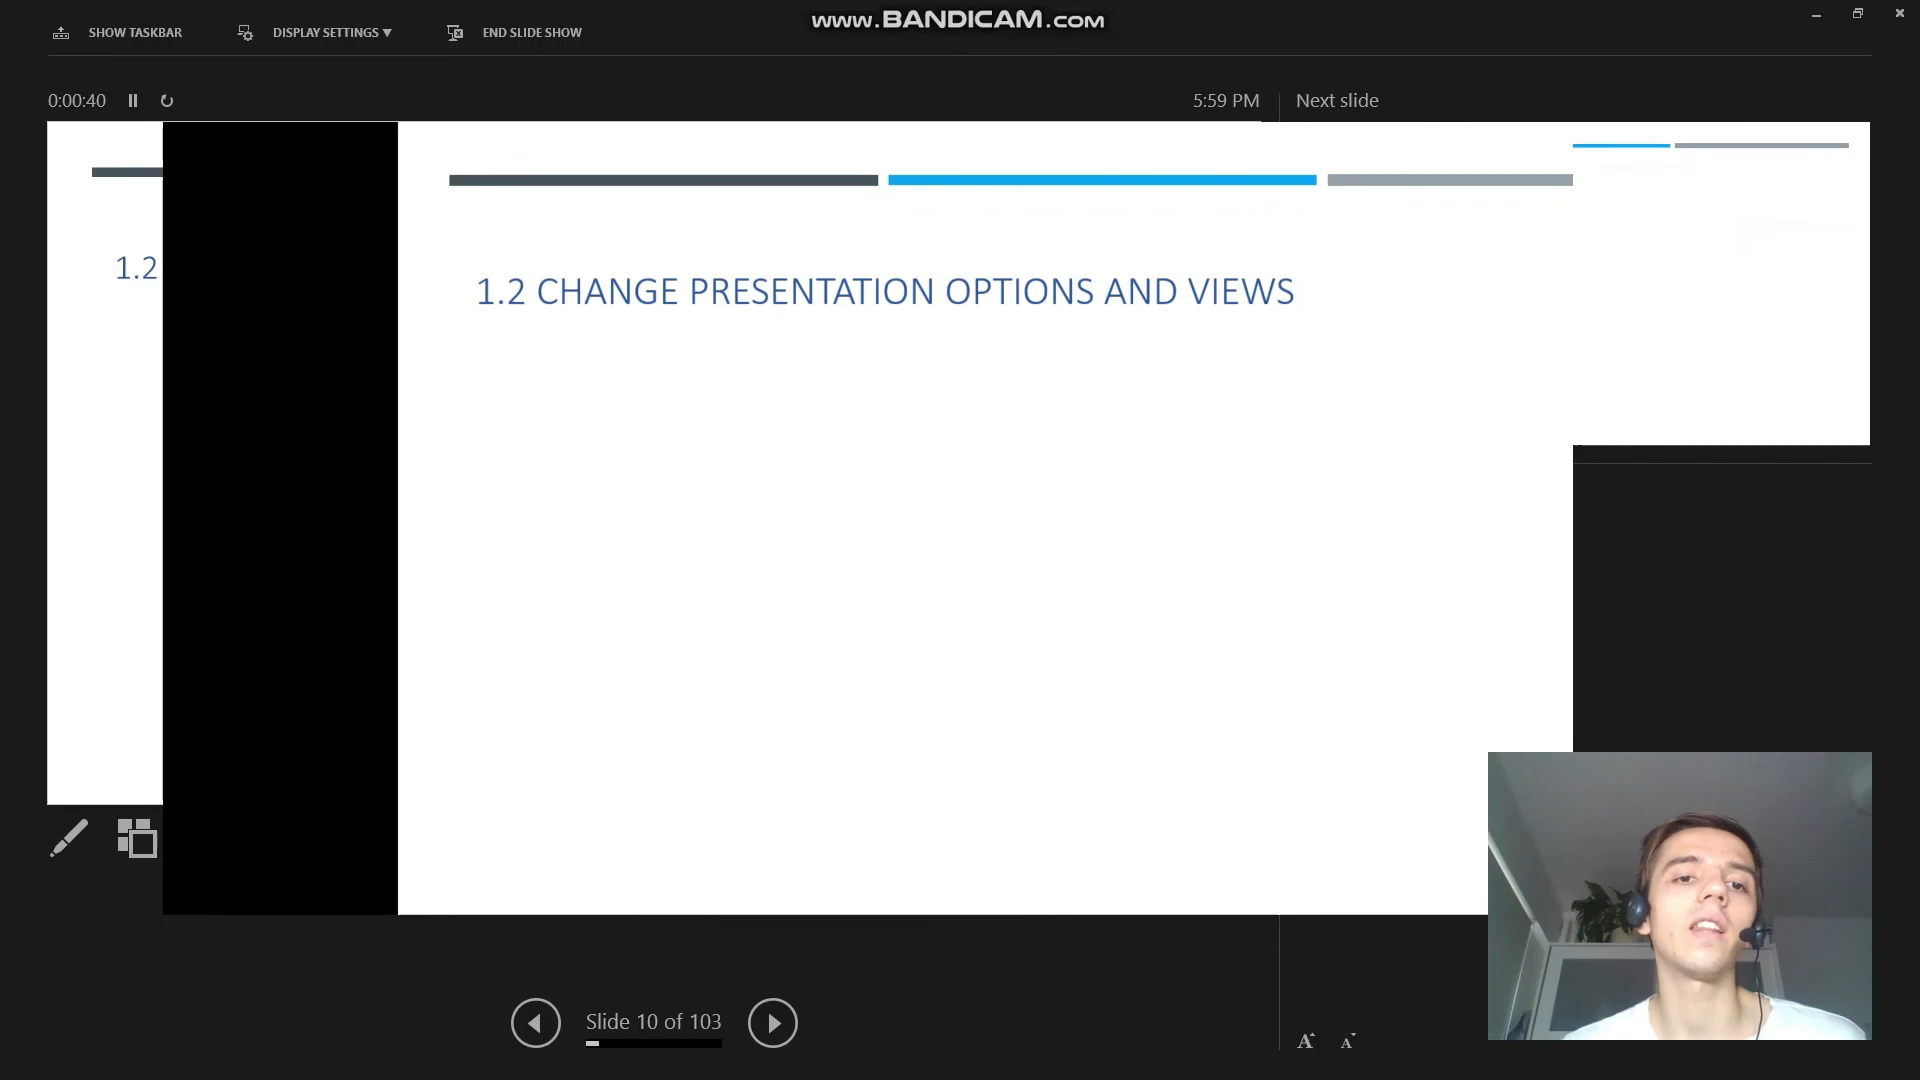 www.BANDICAM.com
SHOW TASKBAR
DISPLAY SETTINGS ▼
END SLIDE SHOW
0:00:40
5:59 PM
Next slide
1.2
1.2 CHANGE PRESENTATION OPTIONS AND VIEWS
Slide 10 of 103
A A